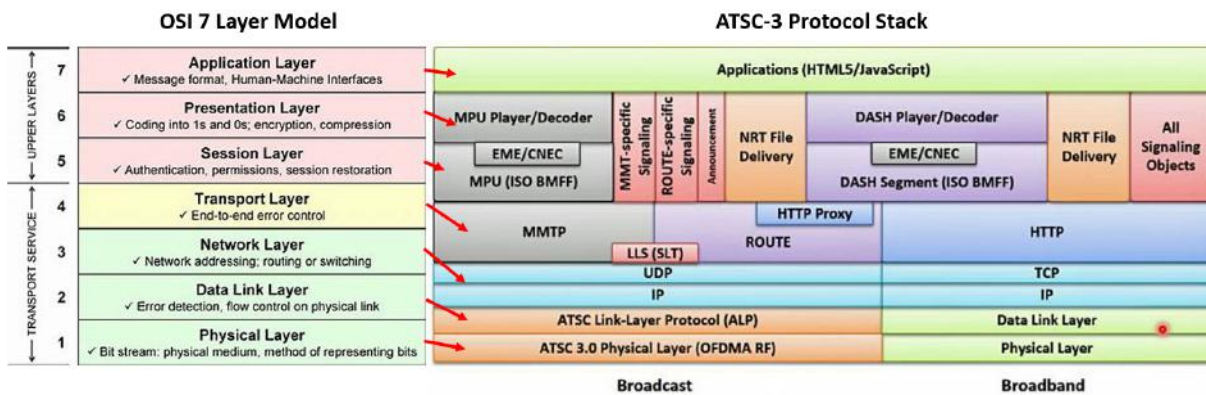 OSI 7 Layer Model
ATSC-3 Protocol Stack
UPPER LAYERS
TRANSPORT SERVICE
7
Application Layer
✓ Message format, Human-Machine Interfaces
6
Presentation Layer
✓ Coding into 1s and 0s; encryption, compression
5
Session Layer
✓ Authentication, permissions, session restoration
4
Transport Layer
✓ End-to-end error control
3
Network Layer
✓ Network addressing; routing or switching
2
Data Link Layer
✓ Error detection, flow control on physical link
1
Physical Layer
✓ Bit stream: physical medium, method of representing bits
Applications (HTML5/JavaScript)
MPU Player/Decoder
EME/CNEC
MPU (ISO BMFF)
MMT-specific
Signaling
ROUTE-specific
Signaling
Announcement
NRT File
Delivery
DASH Player/Decoder
EME/CNEC
DASH Segment (ISO BMFF)
NRT File
Delivery
All
Signaling
Objects
MMTP
LLS (SLT)
HTTP Proxy
ROUTE
HTTP
UDP
TCP
IP
IP
ATSC Link-Layer Protocol (ALP)
Data Link Layer
ATSC 3.0 Physical Layer (OFDMA RF)
Physical Layer
Broadcast
Broadband